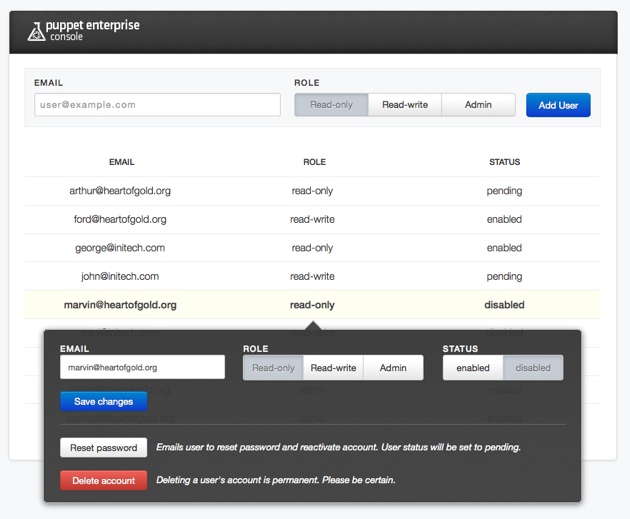 puppet enterprise
console
EMAIL ROLE
user@example.com Read-only Read-write Admin Add User
EMAIL ROLE STATUS
arthur@heartofgold.org read-only pending
ford@heartofgold.org read-write enabled
george@initech.com read-only enabled
john@initech.com read-write pending
marvin@heartofgold.org read-only disabled
EMAIL ROLE STATUS
marvin@heartofgold.org Read-only Read-write Admin enabled disabled
Save changes
Reset password Emails user to reset password and reactivate account. User status will be set to pending.
Delete account Deleting a user's account is permanent. Please be certain.